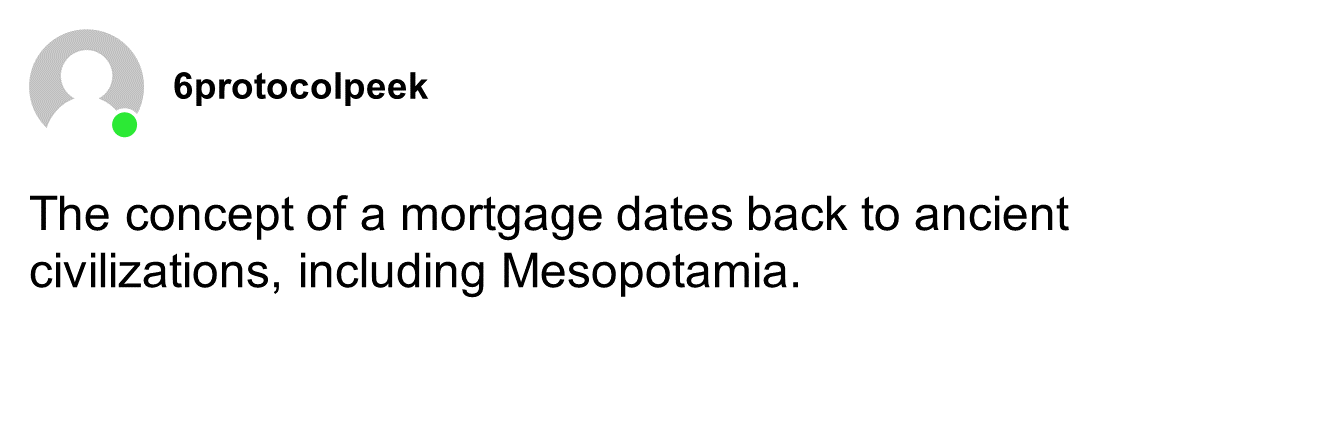 6protocolpeek
The concept of a mortgage dates back to ancient
civilizations, including Mesopotamia.